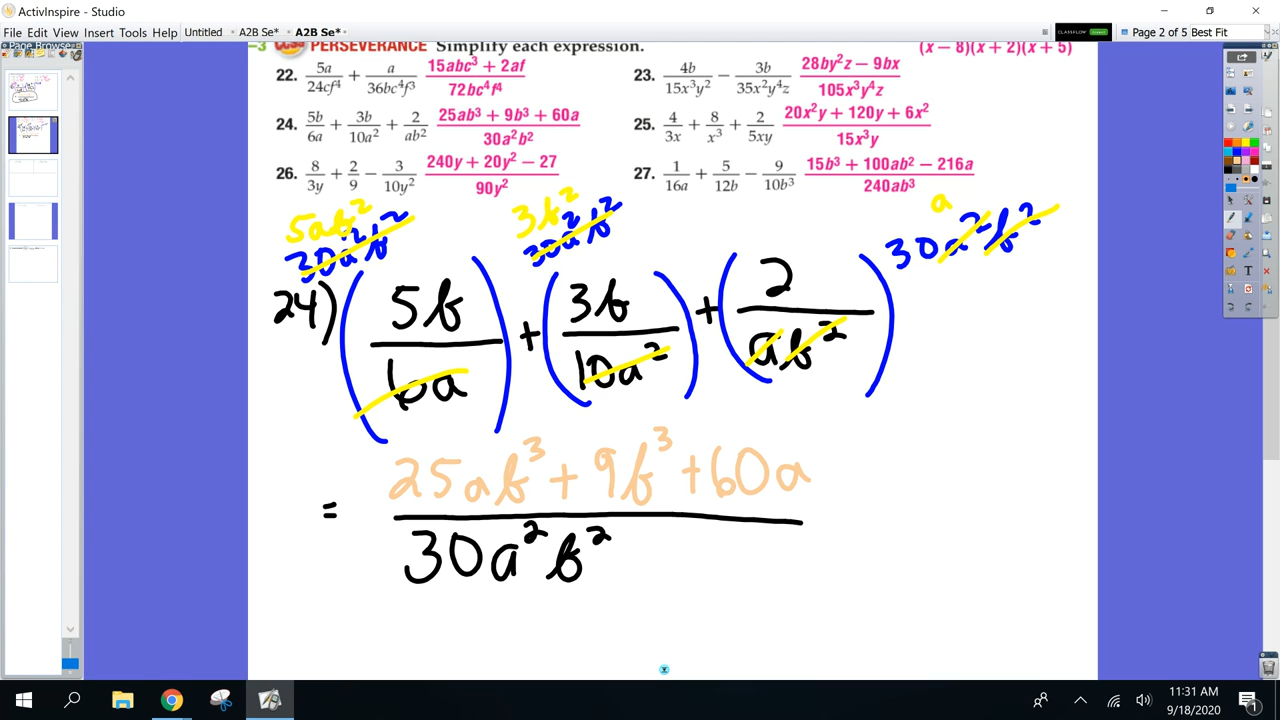 ActivInspire - Studio
File Edit View Insert Tools Help Untitled × A2B Se* × A2B Se* × CLASSFLOW Page 2 of 5 Best Fit
Page Browser
–3 CCSS PERSEVERANCE Simplify each expression. (x – 8)(x + 2)(x + 5)
22. 5a/24cf⁴ + a/36bc⁴f³ 15abc³ + 2af/72bc⁴f⁴ 23. 4b/15x³y² − 3b/35x²y⁴z 28by²z – 9bx/105x³y⁴z
24. 5b/6a + 3b/10a² + 2/ab² 25ab³ + 9b³ + 60a/30a²b² 25. 4/3x + 8/x³ + 2/5xy 20x²y + 120y + 6x²/15x³y
26. 8/3y + 2/9 − 3/10y² 240y + 20y² – 27/90y² 27. 1/16a + 5/12b − 9/10b³ 15b³ + 100ab² – 216a/240ab³
5ab² 3b² a
30a²b² 30a²b² 30a²b²
24) (5b/6a) + (3b/10a²) + (2/ab²)
= 25ab³ + 9b³ + 60a/30a²b²
11:31 AM
9/18/2020
1